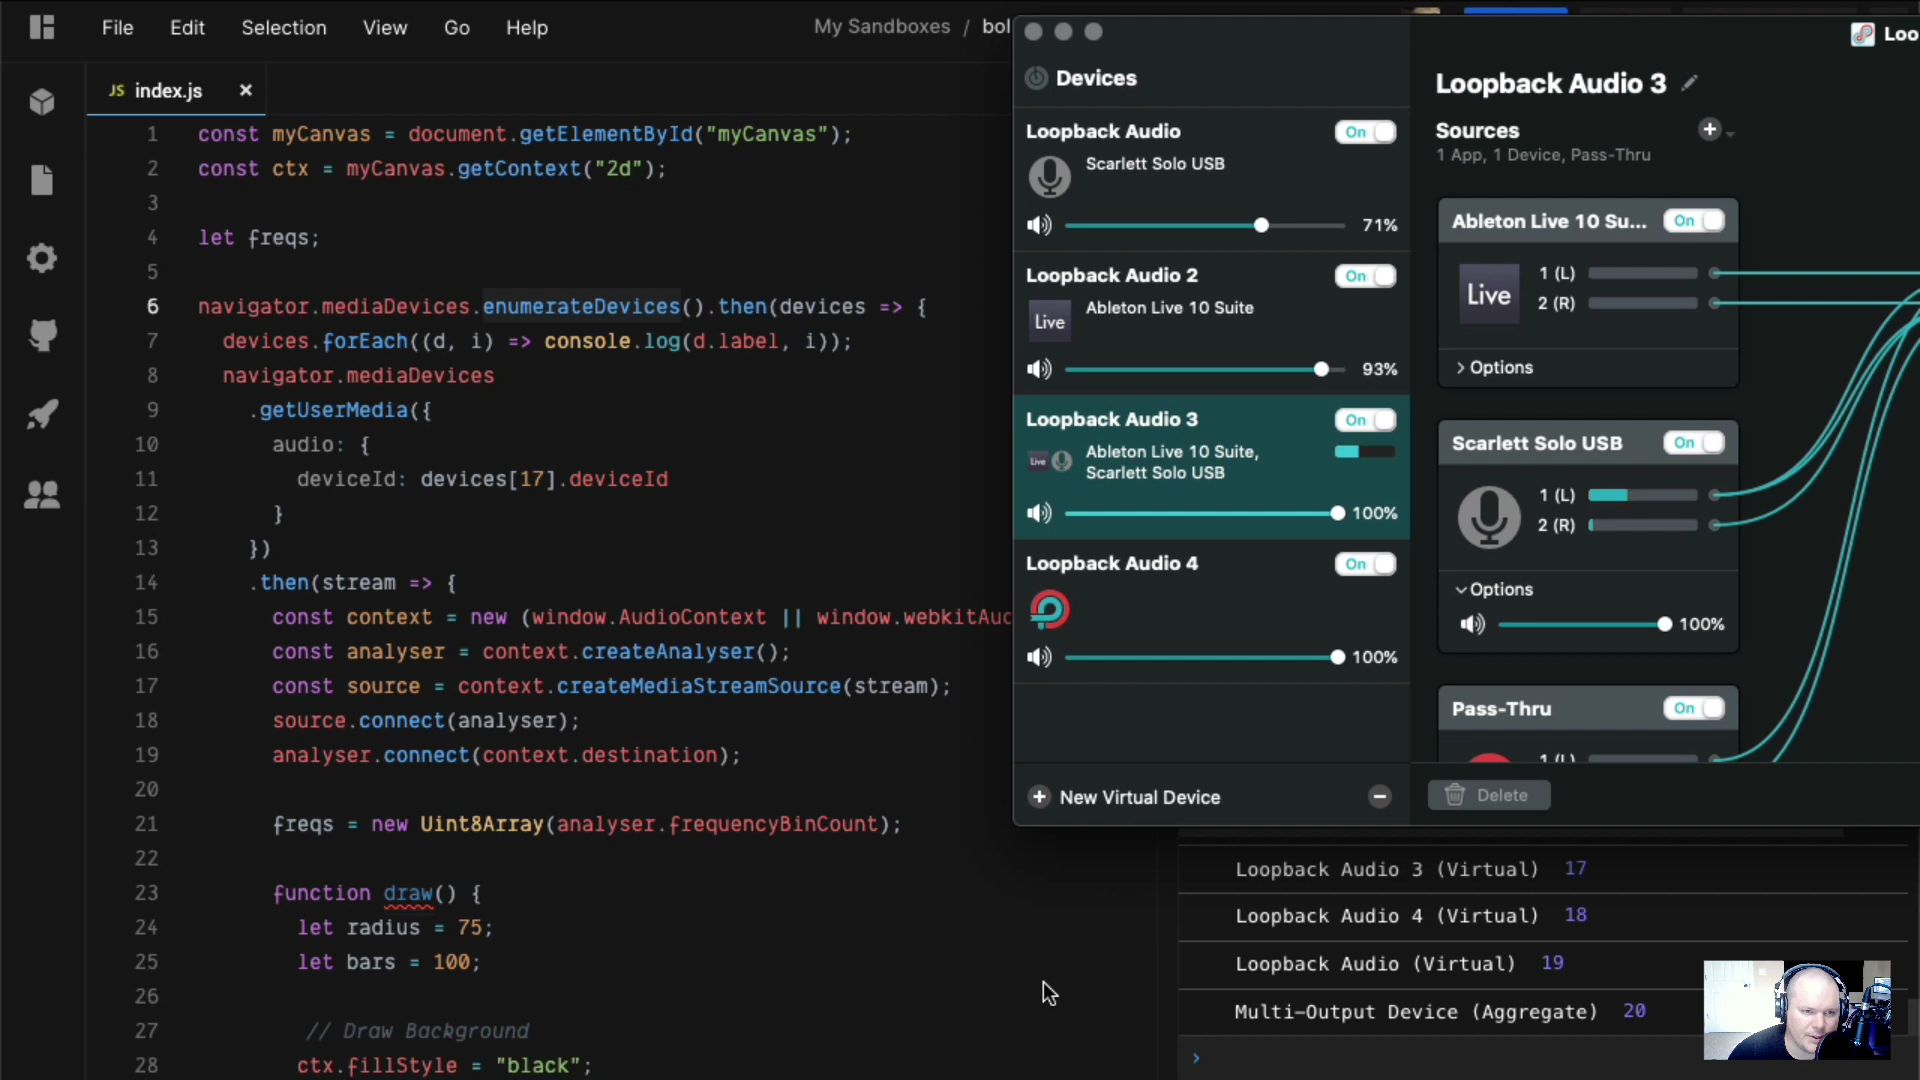 File Edit Selection View Go Help
My Sandboxes / bol
JS index.js ×
1 const myCanvas = document.getElementById("myCanvas");
2 const ctx = myCanvas.getContext("2d");
3
4 let freqs;
5
6 navigator.mediaDevices.enumerateDevices().then(devices => {
7 devices.forEach((d, i) => console.log(d.label, i));
8 navigator.mediaDevices
9 .getUserMedia({
10 audio: {
11 deviceId: devices[17].deviceId
12 }
13 })
14 .then(stream => {
15 const context = new (window.AudioContext || window.webkitAud
16 const analyser = context.createAnalyser();
17 const source = context.createMediaStreamSource(stream);
18 source.connect(analyser);
19 analyser.connect(context.destination);
20
21 freqs = new Uint8Array(analyser.frequencyBinCount);
22
23 function draw() {
24 let radius = 75;
25 let bars = 100;
26
27 // Draw Background
28 ctx.fillStyle = "black";
Devices
Loopback Audio On
Scarlett Solo USB
71%
Loopback Audio 2 On
Live Ableton Live 10 Suite
93%
Loopback Audio 3 On
Live Ableton Live 10 Suite,
Scarlett Solo USB
100%
Loopback Audio 4 On
100%
+ New Virtual Device −
Loo
Loopback Audio 3
Sources +
1 App, 1 Device, Pass-Thru
Ableton Live 10 Su... On
Live
1 (L)
2 (R)
> Options
Scarlett Solo USB On
1 (L)
2 (R)
Options
100%
Pass-Thru On
1 (L)
Delete
Loopback Audio 3 (Virtual) 17
Loopback Audio 4 (Virtual) 18
Loopback Audio (Virtual) 19
Multi-Output Device (Aggregate) 20
>